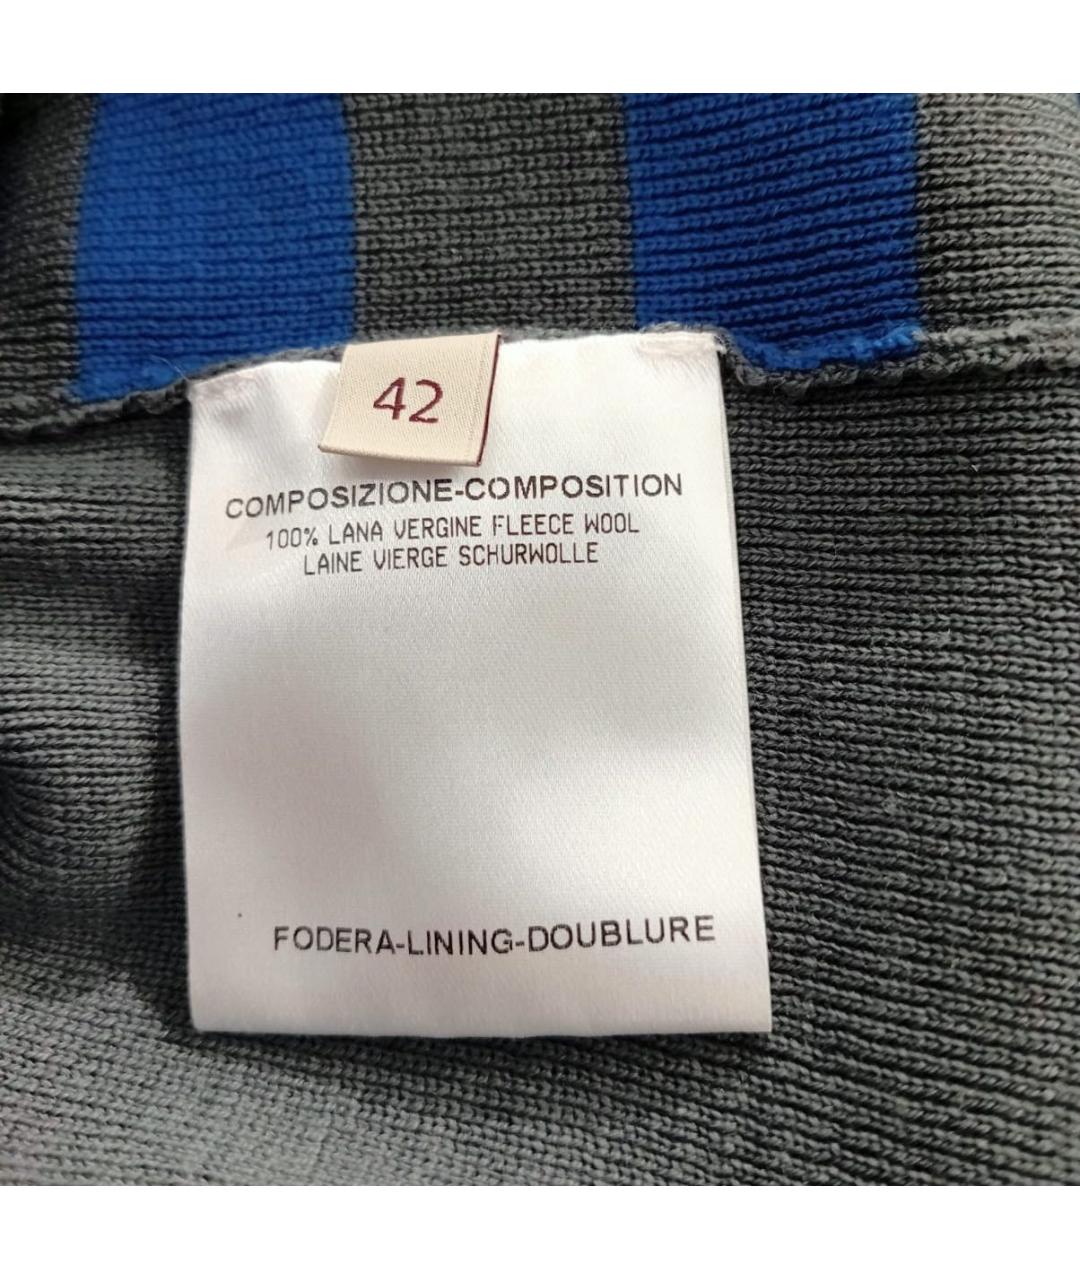 42
COMPOSIZIONE-COMPOSITION
100% LANA VERGINE FLEECE WOOL
LAINE VIERGE SCHURWOLLE
FODERA-LINING-DOUBLURE